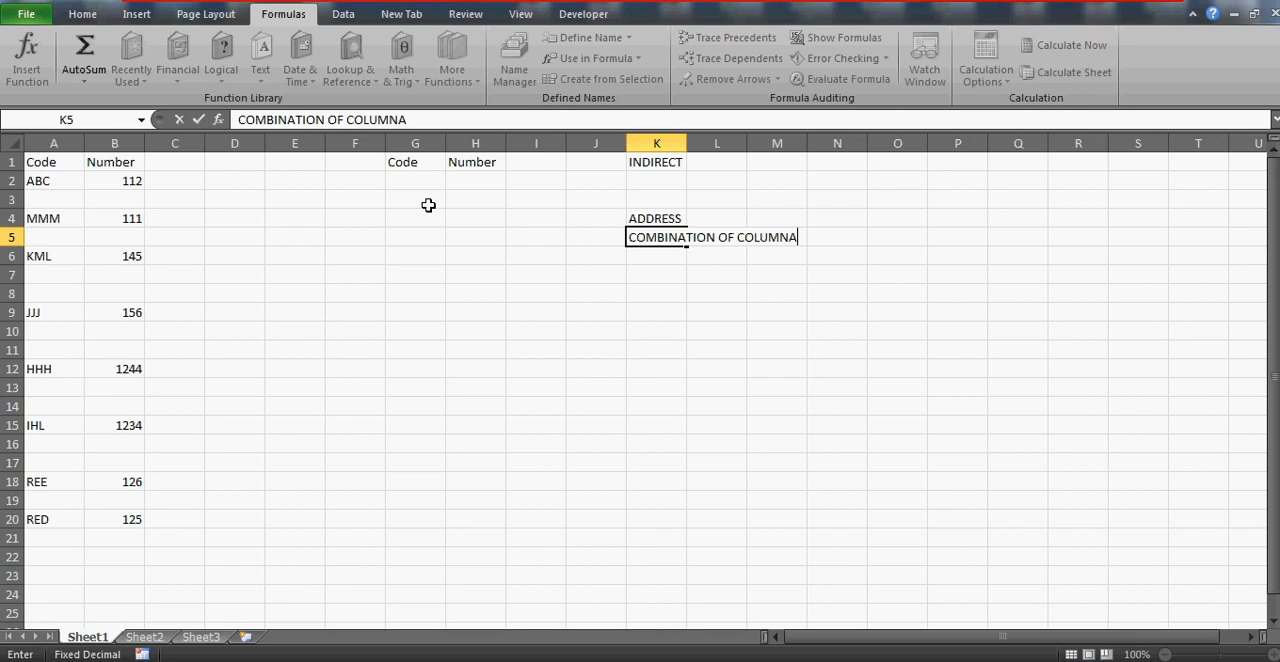 File Home Insert Page Layout Formulas Data New Tab Review View Developer
fx Σ ? A θ
Insert Function AutoSum Recently Used Financial Logical Text Date & Time Lookup & Reference Math & Trig More Functions
Function Library
Name Manager Define Name Use in Formula Create from Selection
Defined Names
Trace Precedents Trace Dependents Remove Arrows Show Formulas Error Checking Evaluate Formula Watch Window
Formula Auditing
Calculation Options Calculate Now Calculate Sheet
Calculation
K5 fx COMBINATION OF COLUMNA
A B C D E F G H I J K L M N O P Q R S T U
1 Code Number Code Number INDIRECT
2 ABC 112
3
4 MMM 111 ADDRESS
5 COMBINATION OF COLUMNA
6 KML 145
7
8
9 JJJ 156
10
11
12 HHH 1244
13
14
15 IHL 1234
16
17
18 REE 126
19
20 RED 125
21
22
23
24
25
Sheet1 Sheet2 Sheet3
Enter Fixed Decimal 100%